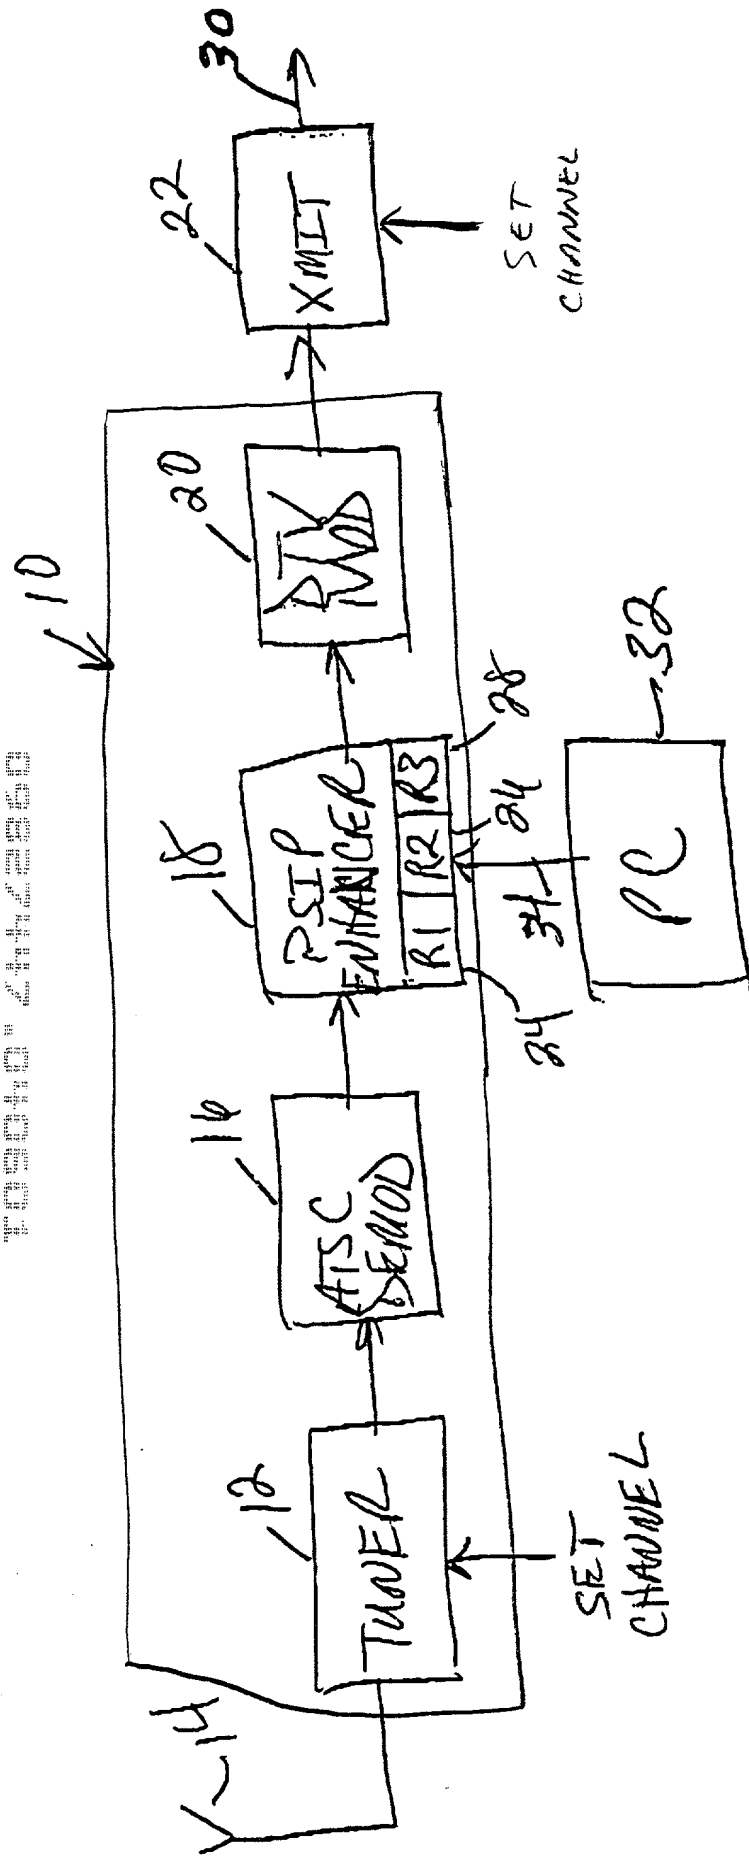 10
14
12
TUNER
SET
CHANNEL
16
ATSC
DEMOD
18
PSIP
ENHANCER
R1 R2 R3
24
24
28
34
PC
32
20
MOD
22
XMIT
SET
CHANNEL
30